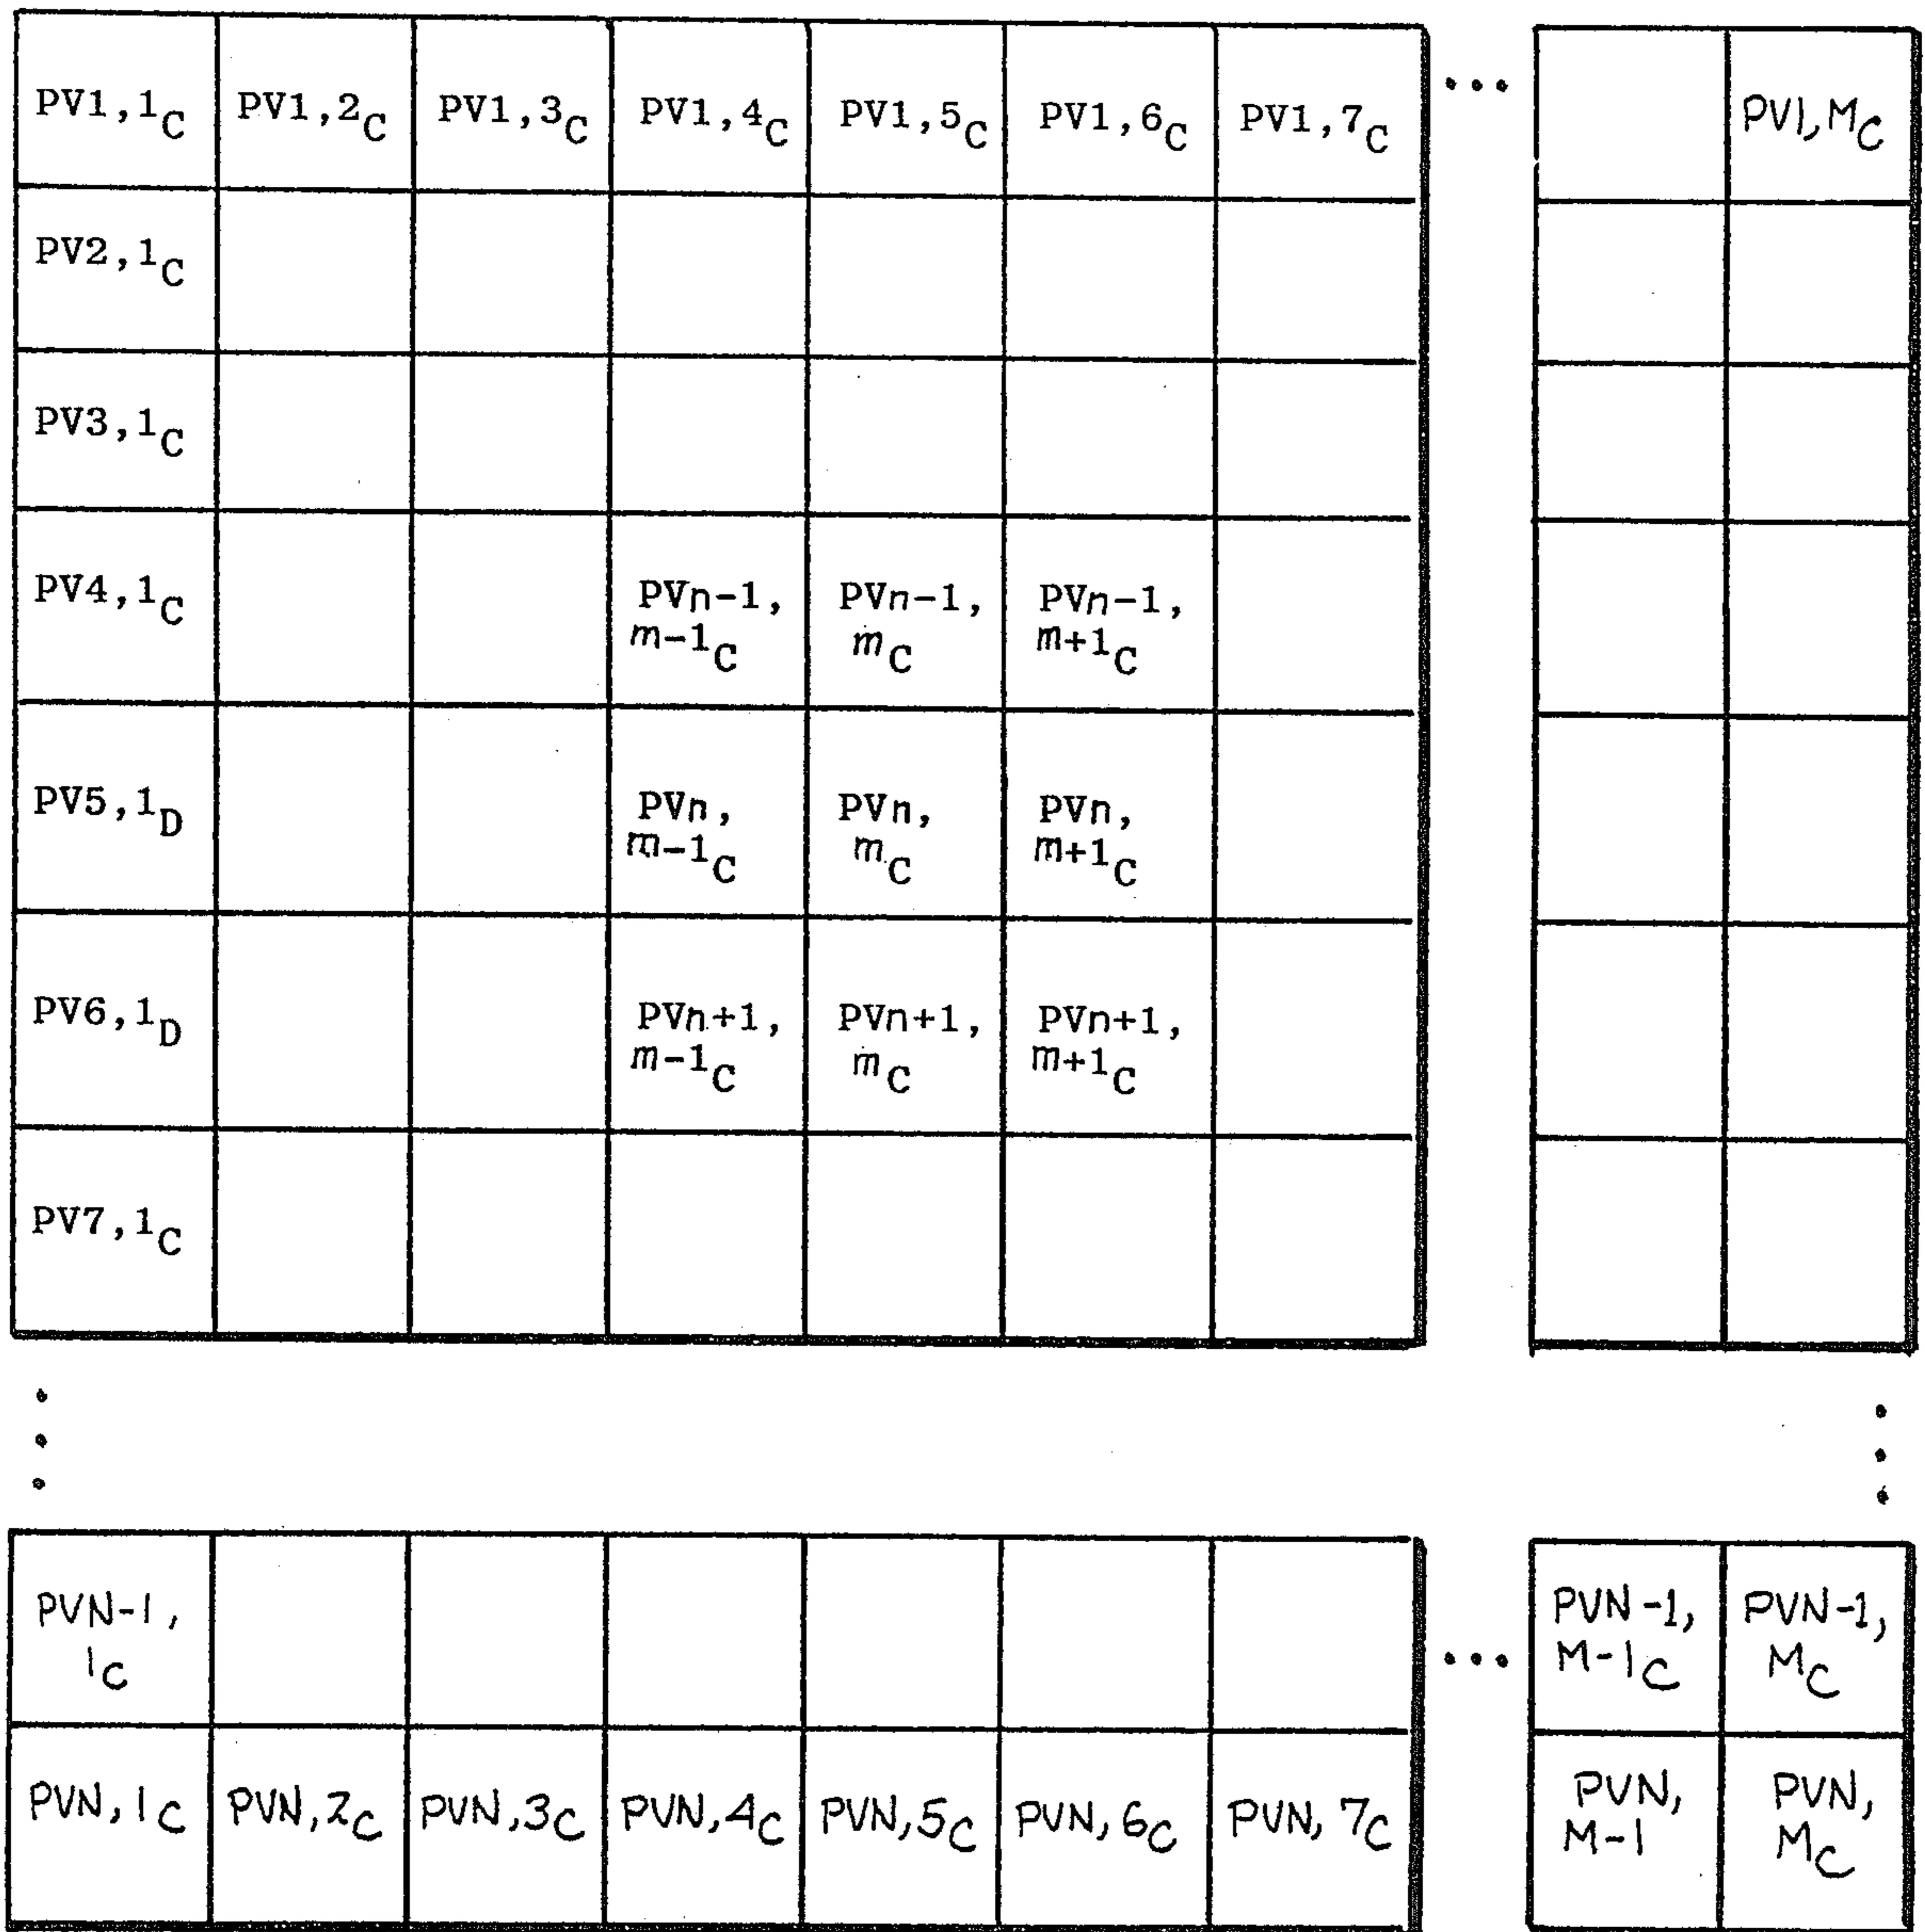 PV1,1C PV1,2C PV1,3C PV1,4C PV1,5C PV1,6C PV1,7C ... PV1,MC
PV2,1C
PV3,1C
PV4,1C PVn-1, PVn-1, PVn-1,
m-1C mC m+1C
PV5,1D PVn, PVn, PVn,
m-1C mC m+1C
PV6,1D PVn+1, PVn+1, PVn+1,
m-1C mC m+1C
PV7,1C
PVN-1, ... PVN-1, PVN-1,
1C M-1C MC
PVN,1C PVN,2C PVN,3C PVN,4C PVN,5C PVN,6C PVN,7C PVN, PVN,
M-1 MC